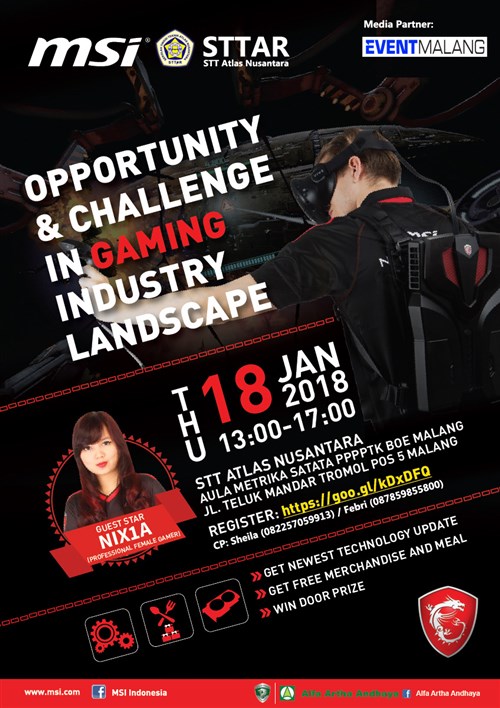 msi
STTAR
STT Atlas Nusantara
Media Partner:
EVENTMALANG
OPPORTUNITY
& CHALLENGE
IN GAMING
INDUSTRY
LANDSCAPE
msi
THU
18 JAN
2018
13:00-17:00
STT ATLAS NUSANTARA
AULA METRIKA SATATA PPPPTK BOE MALANG
JL. TELUK MANDAR TROMOL POS 5 MALANG
REGISTER: https://goo.gl/kDxDFQ
CP: Sheila (082257059913) / Febri (087859855800)
GUEST STAR
NIX1A
(PROFESSIONAL FEMALE GAMER)
GET NEWEST TECHNOLOGY UPDATE
GET FREE MERCHANDISE AND MEAL
WIN DOOR PRIZE
www.msi.com
MSI Indonesia
Alfa Artha Andhaya
Alfa Artha Andhaya